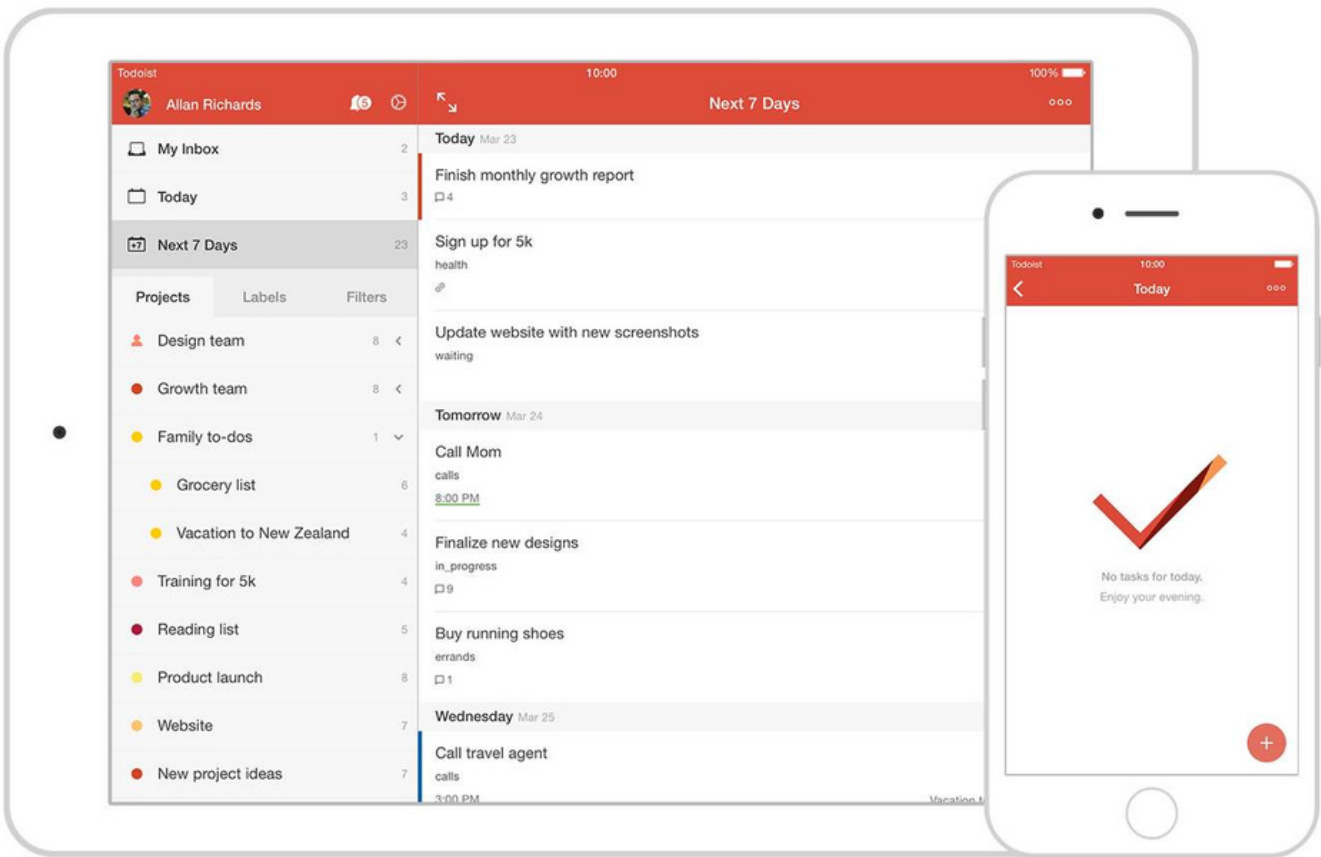 Todoist
10:00
100%
Allan Richards
5
Next 7 Days
My Inbox 2
Today 3
+7 Next 7 Days 23
Projects Labels Filters
Design team 8
Growth team 8
Family to-dos 1
Grocery list 6
Vacation to New Zealand 4
Training for 5k 4
Reading list 5
Product launch 8
Website 7
New project ideas 7
Today Mar 23
Finish monthly growth report
4
Sign up for 5k
health
Update website with new screenshots
waiting
Tomorrow Mar 24
Call Mom
calls
8:00 PM
Finalize new designs
in_progress
9
Buy running shoes
errands
1
Wednesday Mar 25
Call travel agent
calls
3:00 PM
Vacation
Todoist
10:00
Today
No tasks for today.
Enjoy your evening.